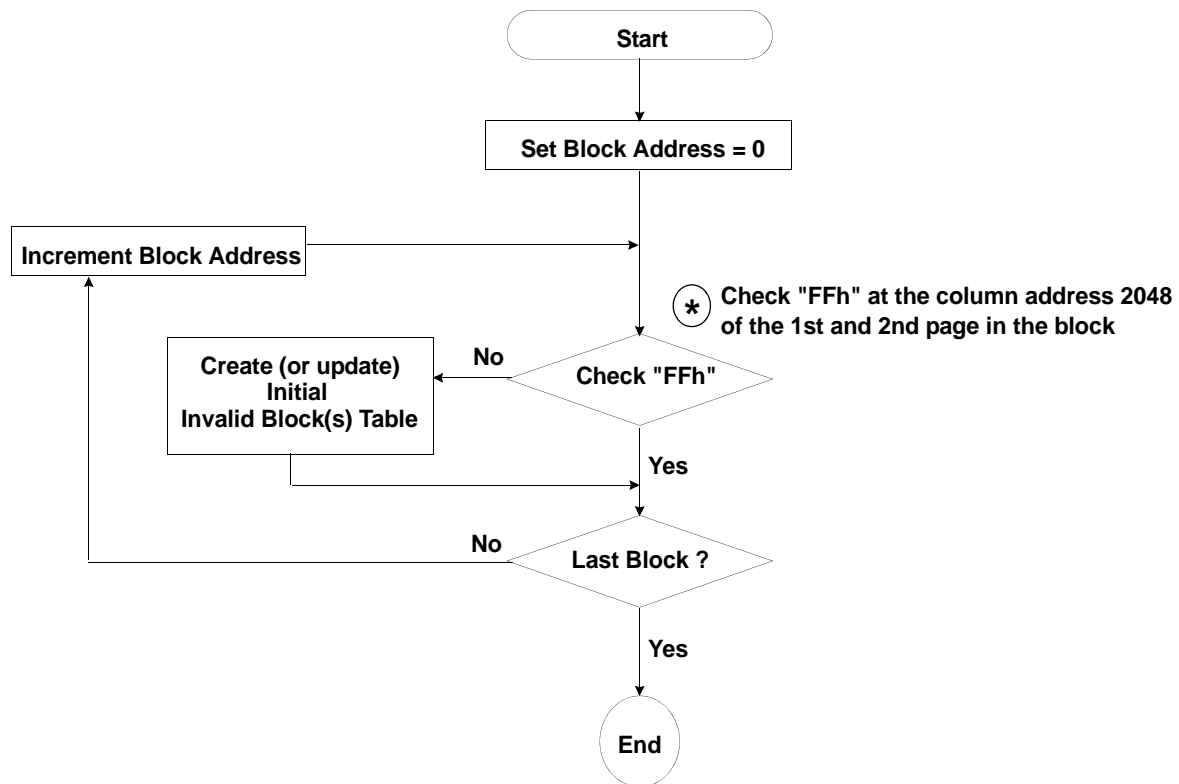 Start
Set Block Address = 0
Increment Block Address
*
Check "FFh" at the column address 2048
of the 1st and 2nd page in the block
No
Check "FFh"
Create (or update)
Initial
Invalid Block(s) Table
Yes
No
Last Block ?
Yes
End